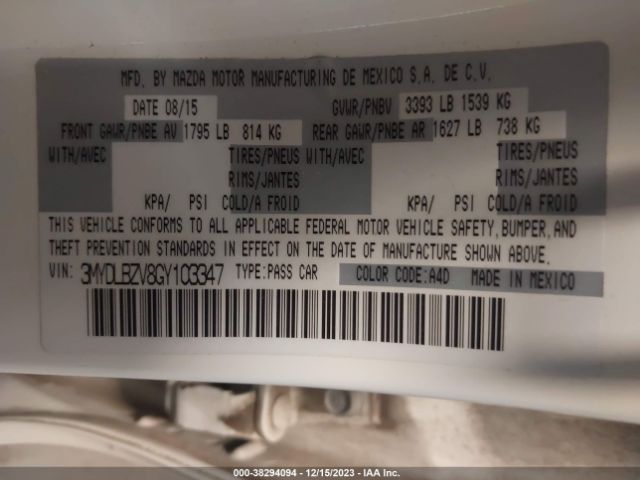 MFD. BY MAZDA MOTOR MANUFACTURING DE MEXICO S.A. DE C.V.
DATE 08/15 GVWR/PNBV 3393 LB 1539 KG
FRONT GAWR/PNBE AV 1795 LB 814 KG REAR GAWR/PNBE AR 1627 LB 738 KG
WITH/AVEC TIRES/PNEUS WITH/AVEC TIRES/PNEUS
RIMS/JANTES RIMS/JANTES
KPA/ PSI COLD/A FROID KPA/ PSI COLD/A FROID
THIS VEHICLE CONFORMS TO ALL APPLICABLE FEDERAL MOTOR VEHICLE SAFETY, BUMPER, AND
THEFT PREVENTION STANDARDS IN EFFECT ON THE DATE OF MANUFACTURE SHOWN ABOVE.
VIN: 3MYDLBZV8GY103347 TYPE:PASS CAR COLOR CODE:A4D MADE IN MEXICO
000-38294094 - 12/15/2023 - IAA Inc.